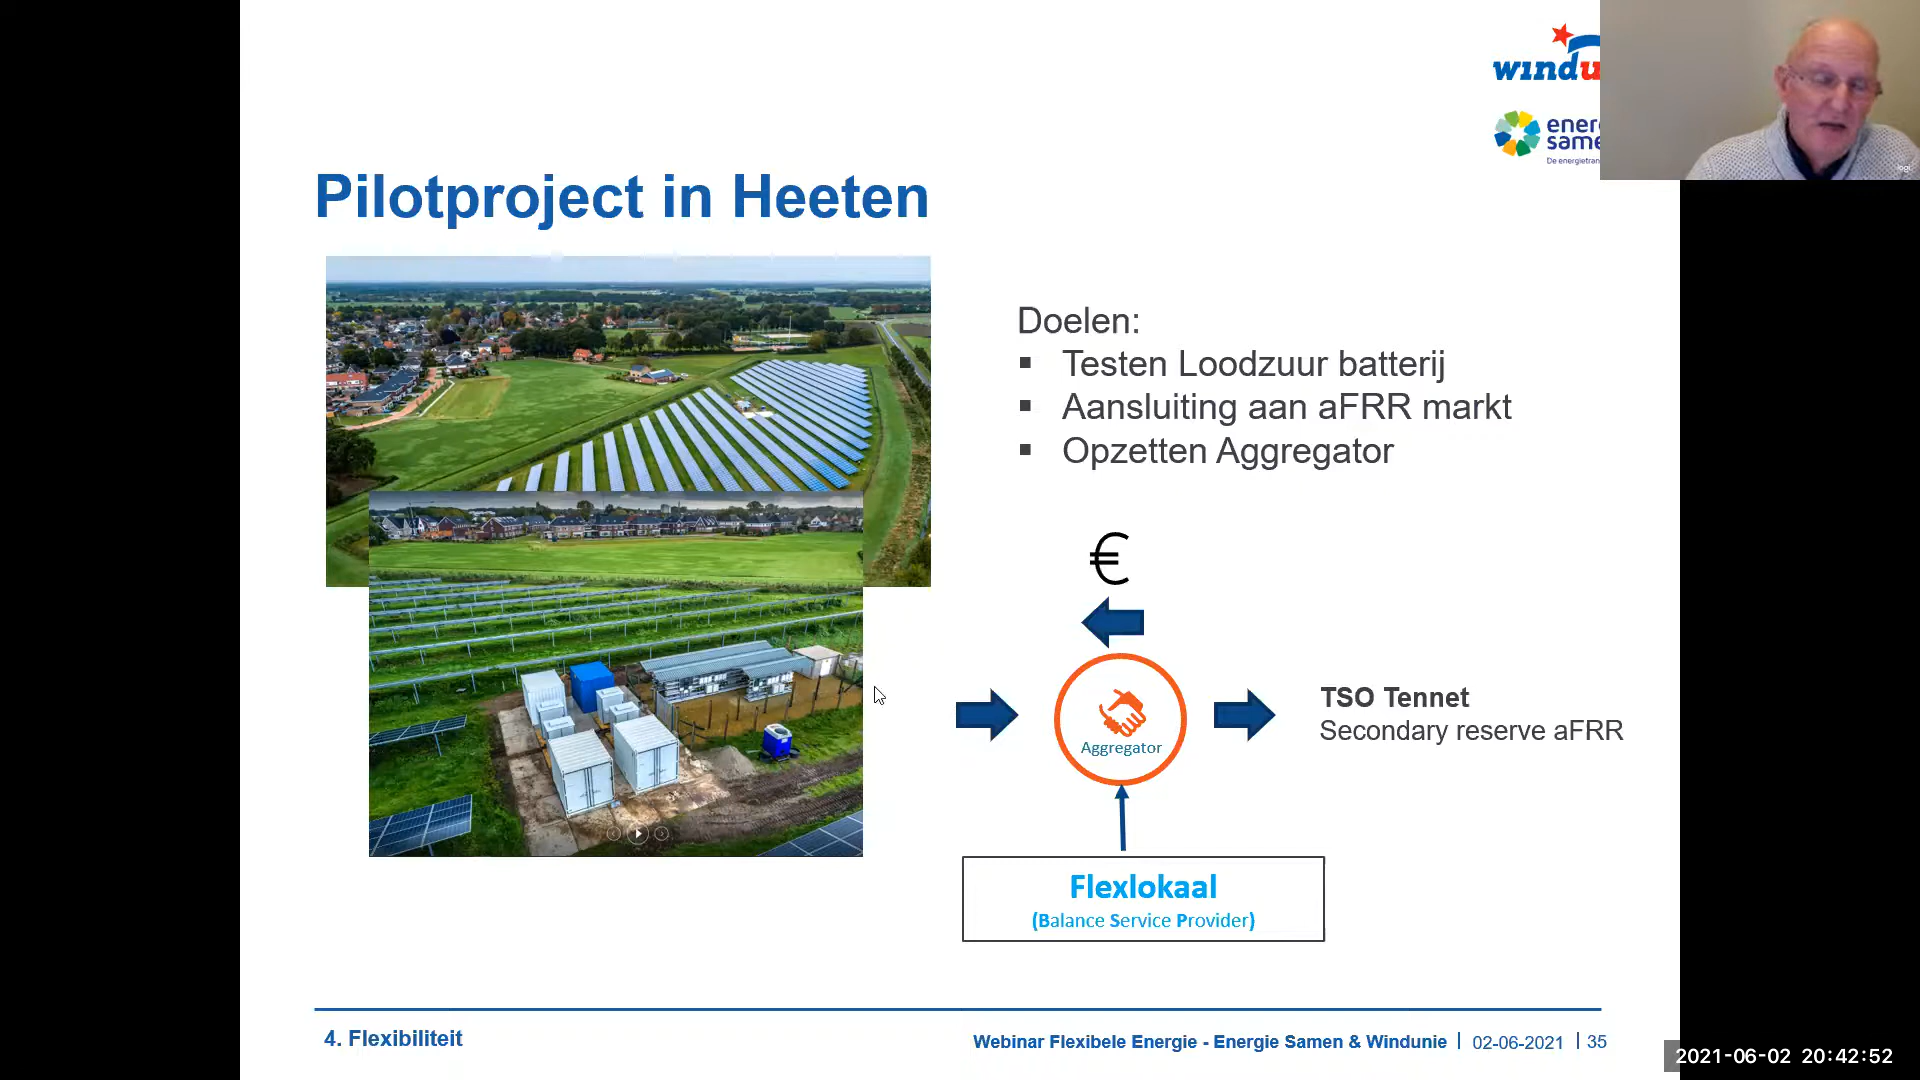 windu
ener
same
De energietran
logi
Pilotproject in Heeten
Doelen:
▪ Testen Loodzuur batterij
▪ Aansluiting aan aFRR markt
▪ Opzetten Aggregator
€
Aggregator
TSO Tennet
Secondary reserve aFRR
Flexlokaal
(Balance Service Provider)
4. Flexibiliteit
Webinar Flexibele Energie - Energie Samen & Windunie | 02-06-2021 | 35
2021-06-02 20:42:52